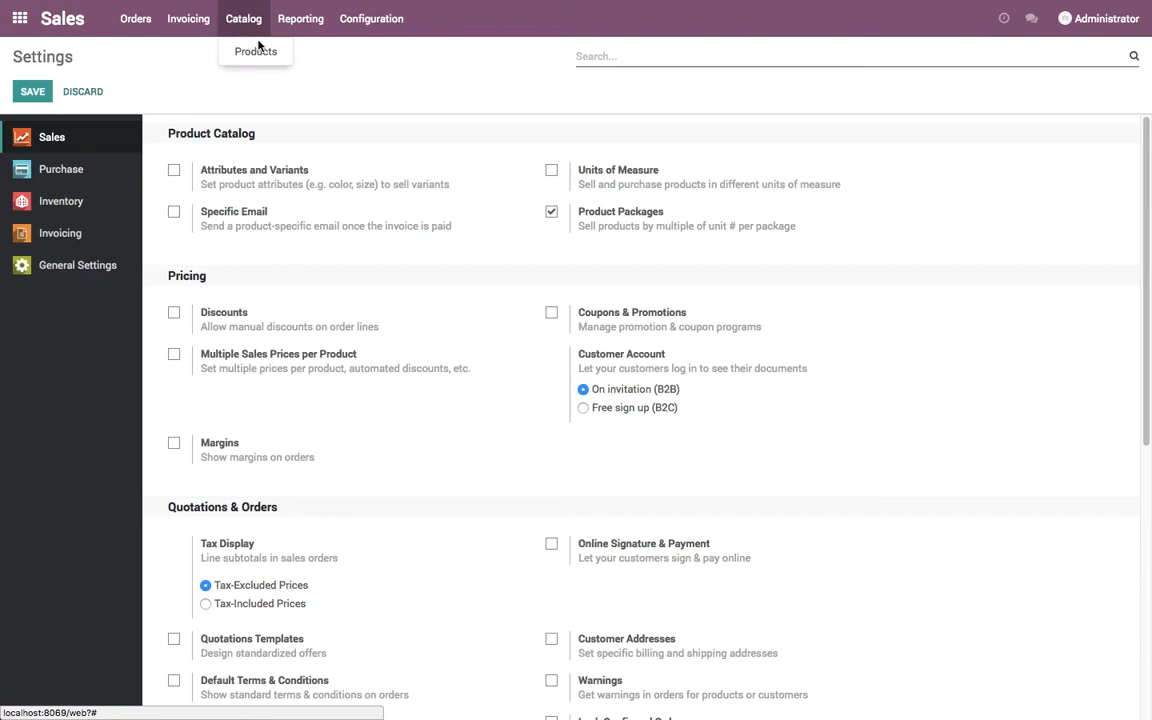 Sales
Orders
Invoicing
Catalog
Reporting
Configuration
Administrator
Settings
Products
Search...
SAVE
DISCARD
Sales
Purchase
Inventory
Invoicing
General Settings
Product Catalog
Attributes and Variants
Set product attributes (e.g. color, size) to sell variants
Units of Measure
Sell and purchase products in different units of measure
Specific Email
Send a product-specific email once the invoice is paid
Product Packages
Sell products by multiple of unit # per package
Pricing
Discounts
Allow manual discounts on order lines
Coupons & Promotions
Manage promotion & coupon programs
Multiple Sales Prices per Product
Set multiple prices per product, automated discounts, etc.
Customer Account
Let your customers log in to see their documents
On invitation (B2B)
Free sign up (B2C)
Margins
Show margins on orders
Quotations & Orders
Tax Display
Line subtotals in sales orders
Tax-Excluded Prices
Tax-Included Prices
Online Signature & Payment
Let your customers sign & pay online
Quotations Templates
Design standardized offers
Customer Addresses
Set specific billing and shipping addresses
Default Terms & Conditions
Show standard terms & conditions on orders
Warnings
Get warnings in orders for products or customers
localhost:8069/web?#